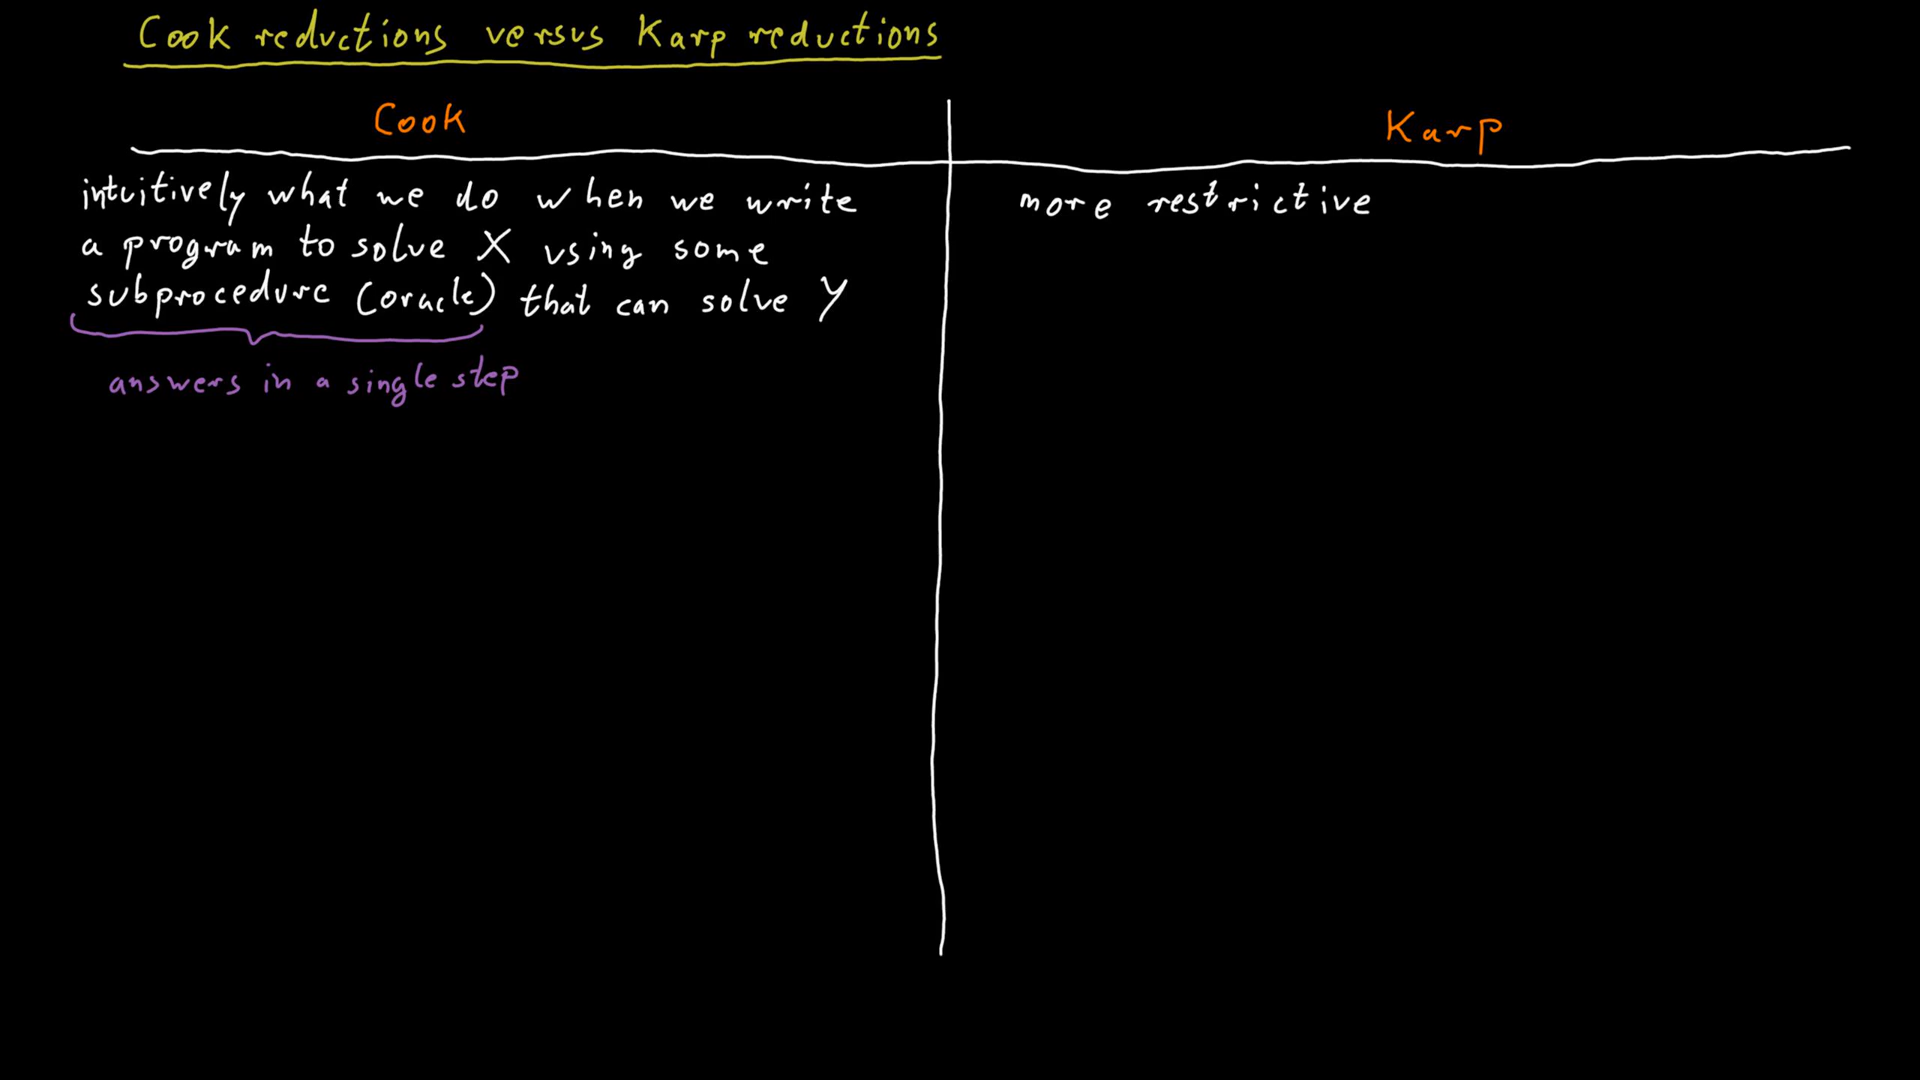 Cook reductions versus Karp reductions
Cook
intuitively what we do when we write
a program to solve X using some
subprocedure (oracle) that can solve Y
answers in a single step
Karp
more restrictive